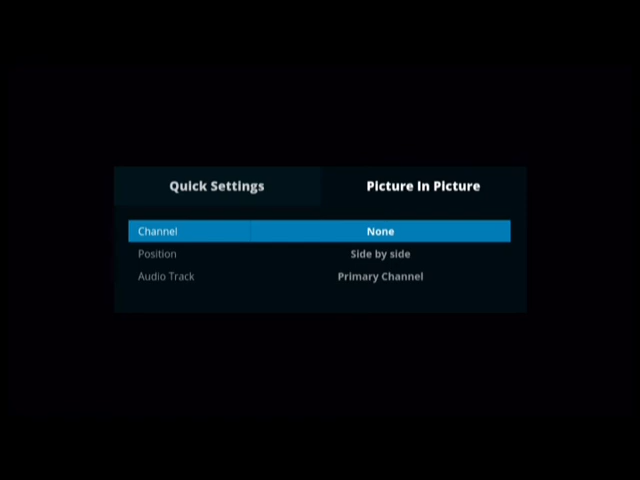 Quick Settings Picture In Picture
Channel None
Position Side by side
Audio Track Primary Channel